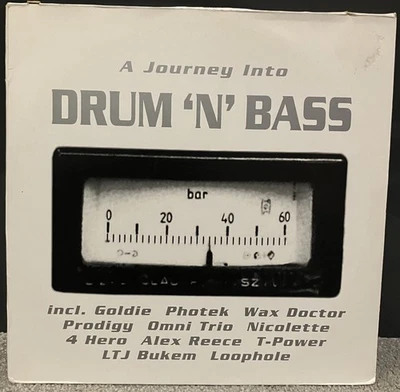 A Journey Into
DRUM 'N' BASS
bar
0 20 40 60
incl. Goldie Photek Wax Doctor
Prodigy Omni Trio Nicolette
4 Hero Alex Reece T-Power
LTJ Bukem Loophole